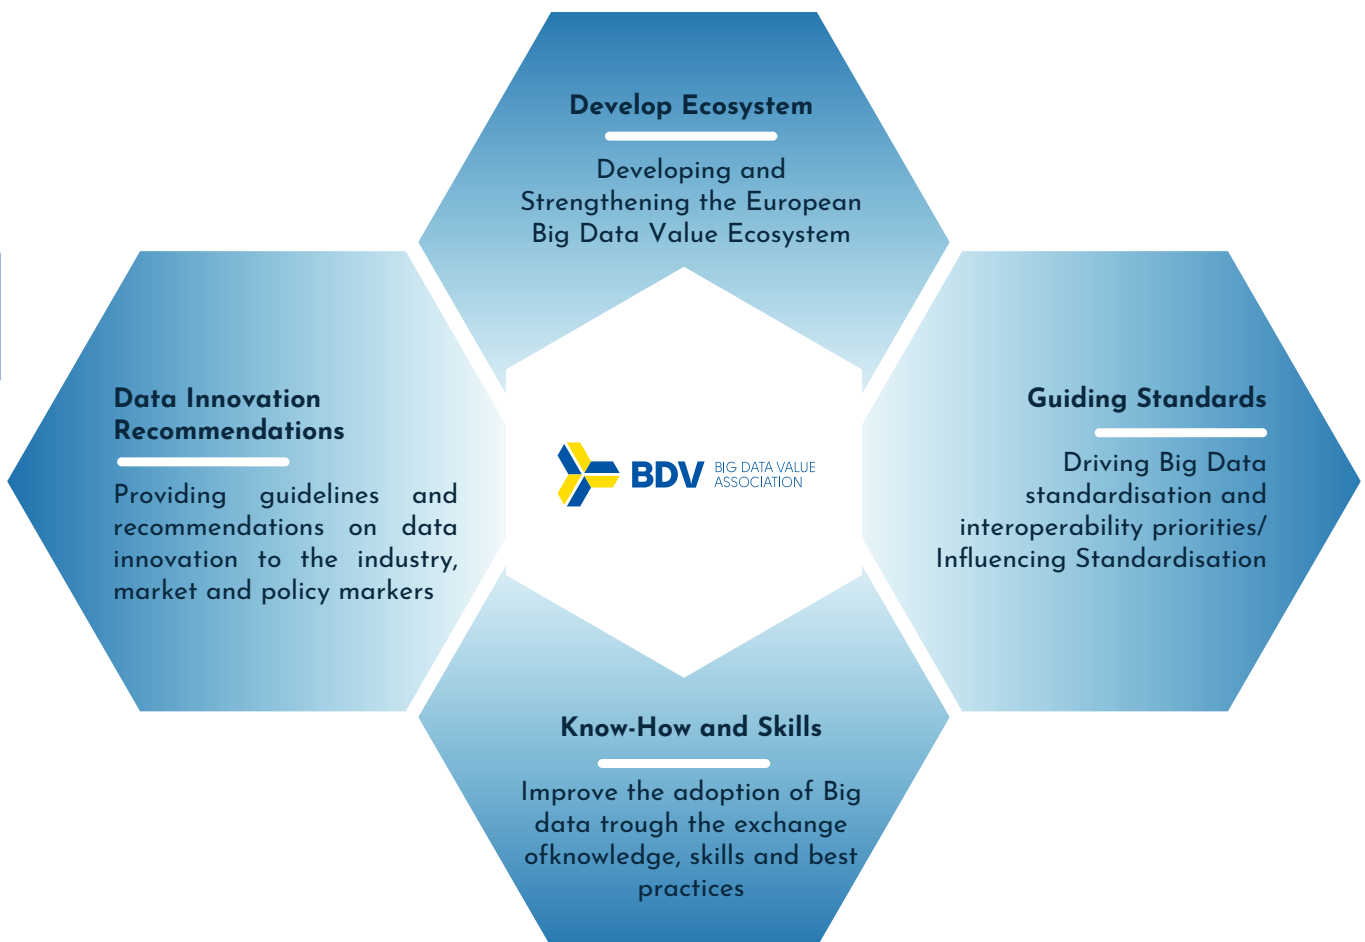 Develop Ecosystem
Developing and
Strengthening the European
Big Data Value Ecosystem
Data Innovation
Recommendations
Providing guidelines and
recommendations on data
innovation to the industry,
market and policy markers
BDV
BIG DATA VALUE
ASSOCIATION
Guiding Standards
Driving Big Data
standardisation and
interoperability priorities/
Influencing Standardisation
Know-How and Skills
Improve the adoption of Big
data trough the exchange
ofknowledge, skills and best
practices